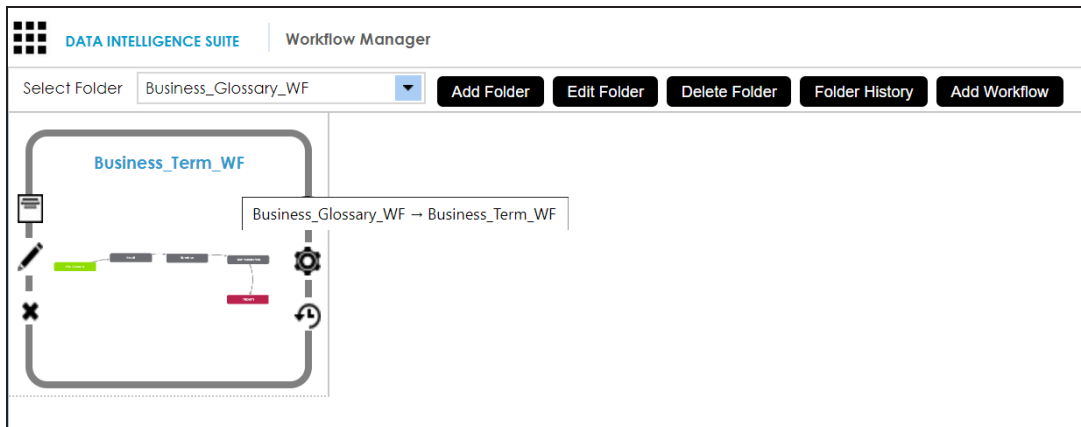 DATA INTELLIGENCE SUITE
Workflow Manager
Select Folder
Business_Glossary_WF
Add Folder
Edit Folder
Delete Folder
Folder History
Add Workflow
Business_Term_WF
Business_Glossary_WF → Business_Term_WF